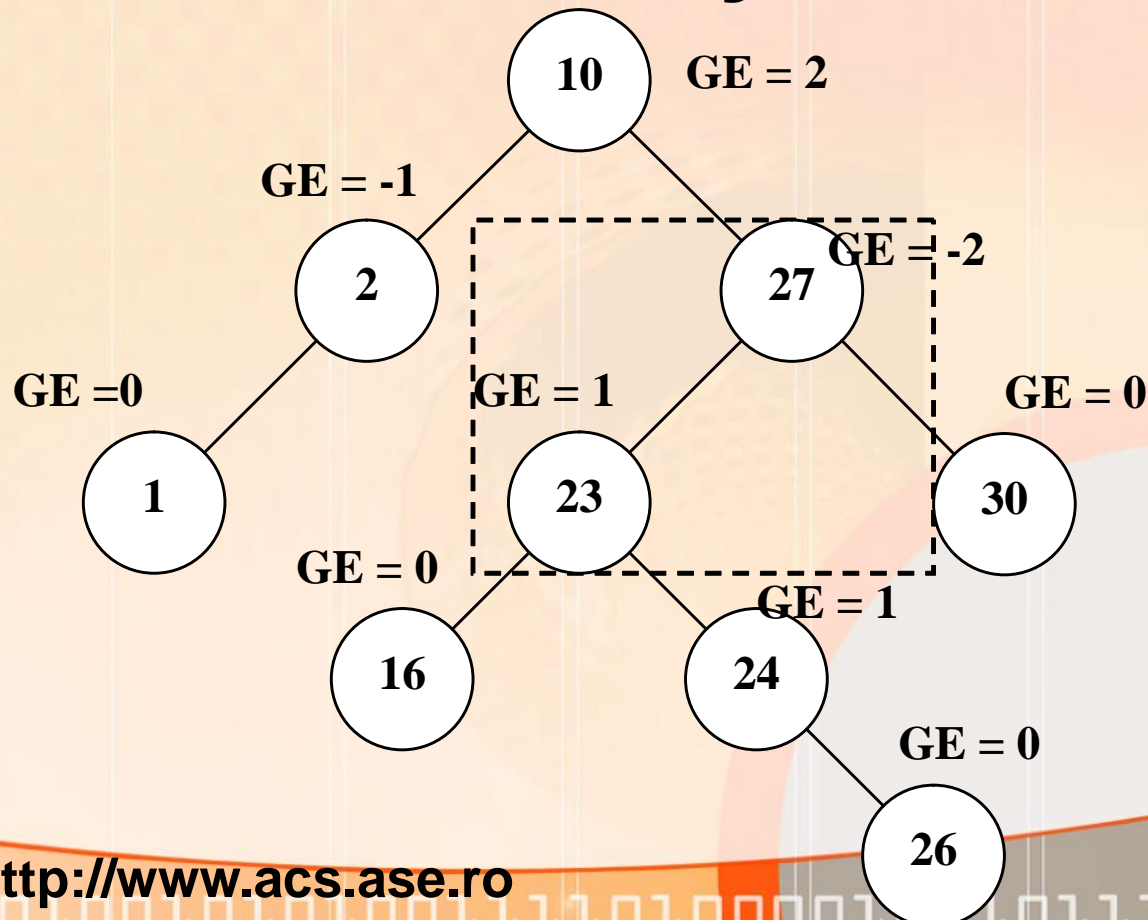 10
GE = 2
GE = -1
2
27
GE = -2
GE =0
GE = 1
GE = 0
1
23
30
GE = 0
GE = 1
16
24
GE = 0
26
ttp://www.acs.ase.ro